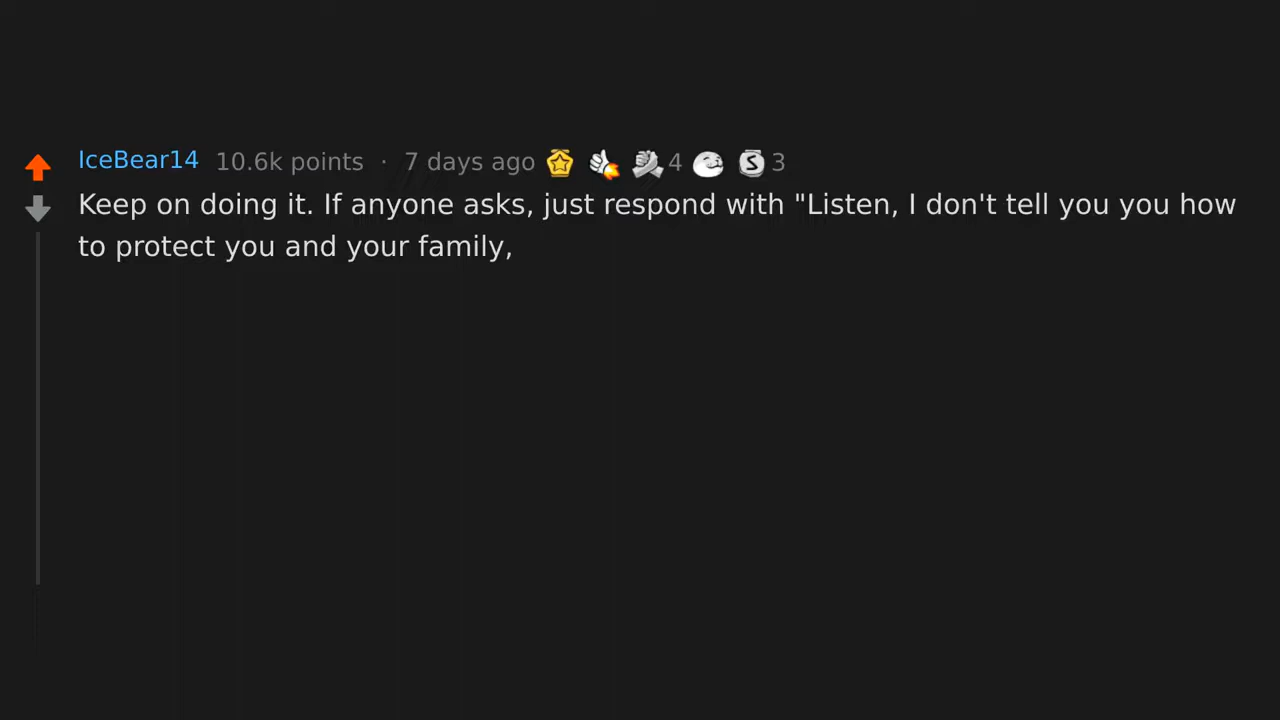 IceBear14 10.6k points · 7 days ago 4 S 3
Keep on doing it. If anyone asks, just respond with "Listen, I don't tell you you how
to protect you and your family,